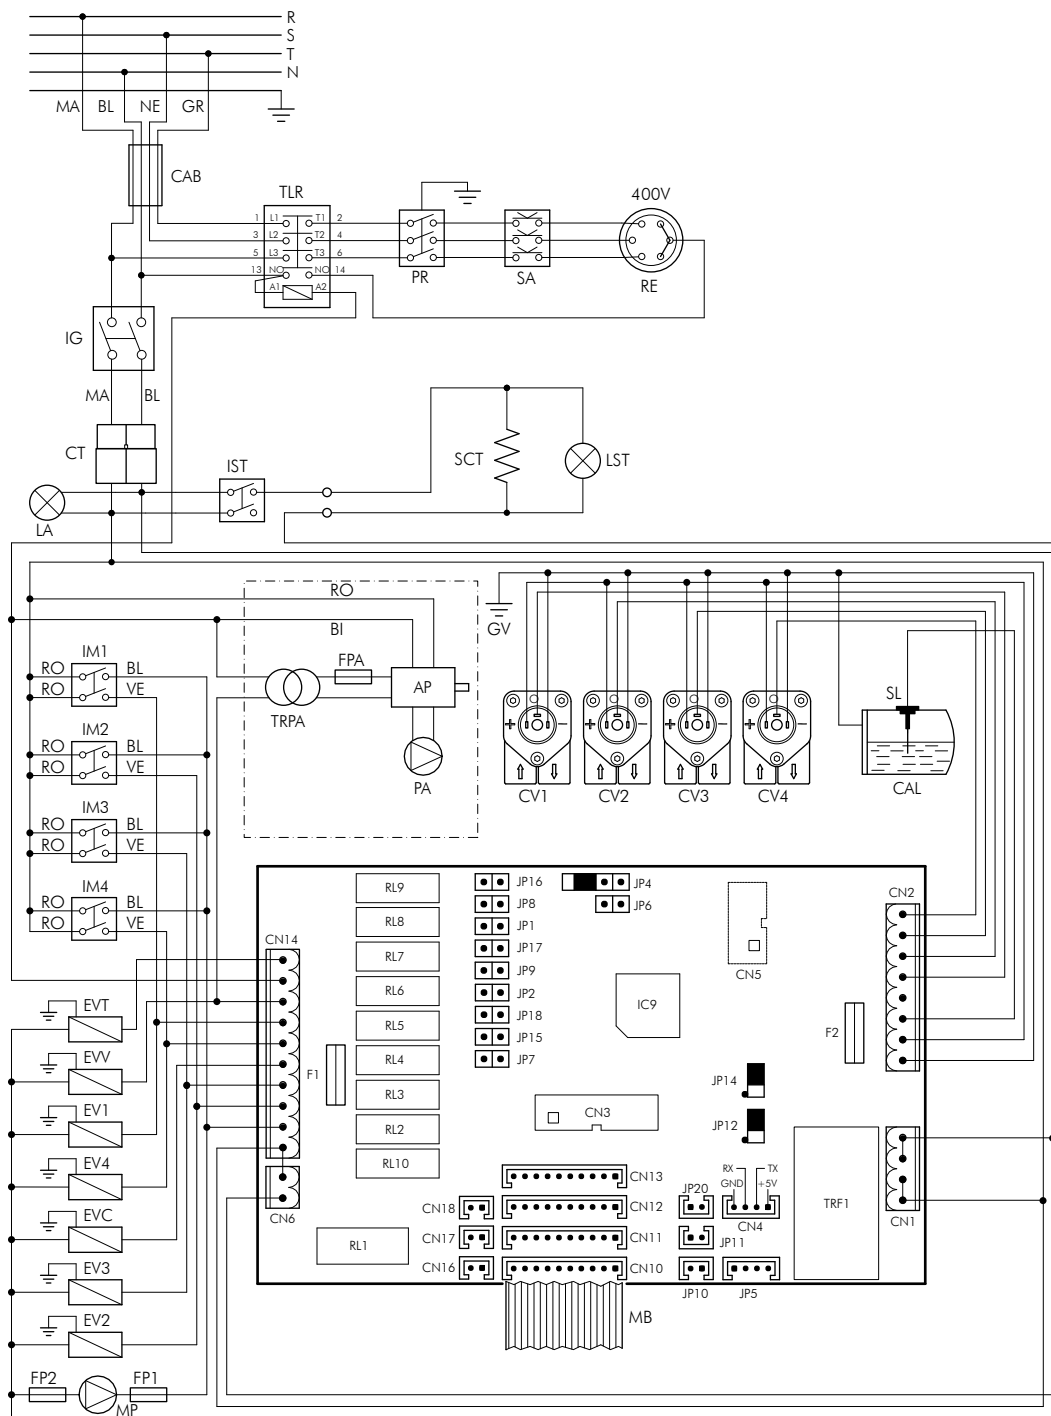 R
S
T
N
MA BL NE GR
CAB
TLR
400V
1 L1 T1 2
3 L2 T2 4
5 L3 T3 6
13 NO NO 14
A1 A2
PR
SA
RE
IG
MA BL
CT
IST
SCT
LST
LA
RO
BI
GV
FPA
AP
TRPA
PA
IM1
RO BL
RO VE
IM2
RO BL
RO VE
IM3
RO BL
RO VE
IM4
RO BL
RO VE
SL
CAL
+ − + − + − + −
CV1 CV2 CV3 CV4
CN14
RL9
RL8
RL7
RL6
RL5
RL4
RL3
RL2
RL10
RL1
F1
JP16
JP8
JP1
JP17
JP9
JP2
JP18
JP15
JP7
JP4
JP6
CN5
IC9
CN2
F2
JP14
JP12
CN3
CN13
CN12
CN11
CN10
CN18
CN17
CN16
CN6
RX TX
GND +5V
JP20
CN4
JP11
JP10
JP5
TRF1
CN1
MB
EVT
EVV
EV1
EV4
EVC
EV3
EV2
FP2 FP1
MP